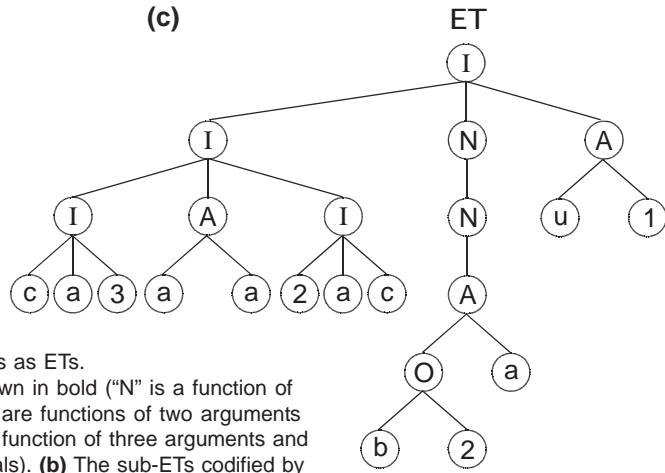 (c) ET
I
I N A
I A I N u 1
c a 3 a a 2 a c A
s as ETs.
O a
wn in bold (“N” is a function of
are functions of two arguments
function of three arguments and
b 2
als). (b) The sub-ETs codified by